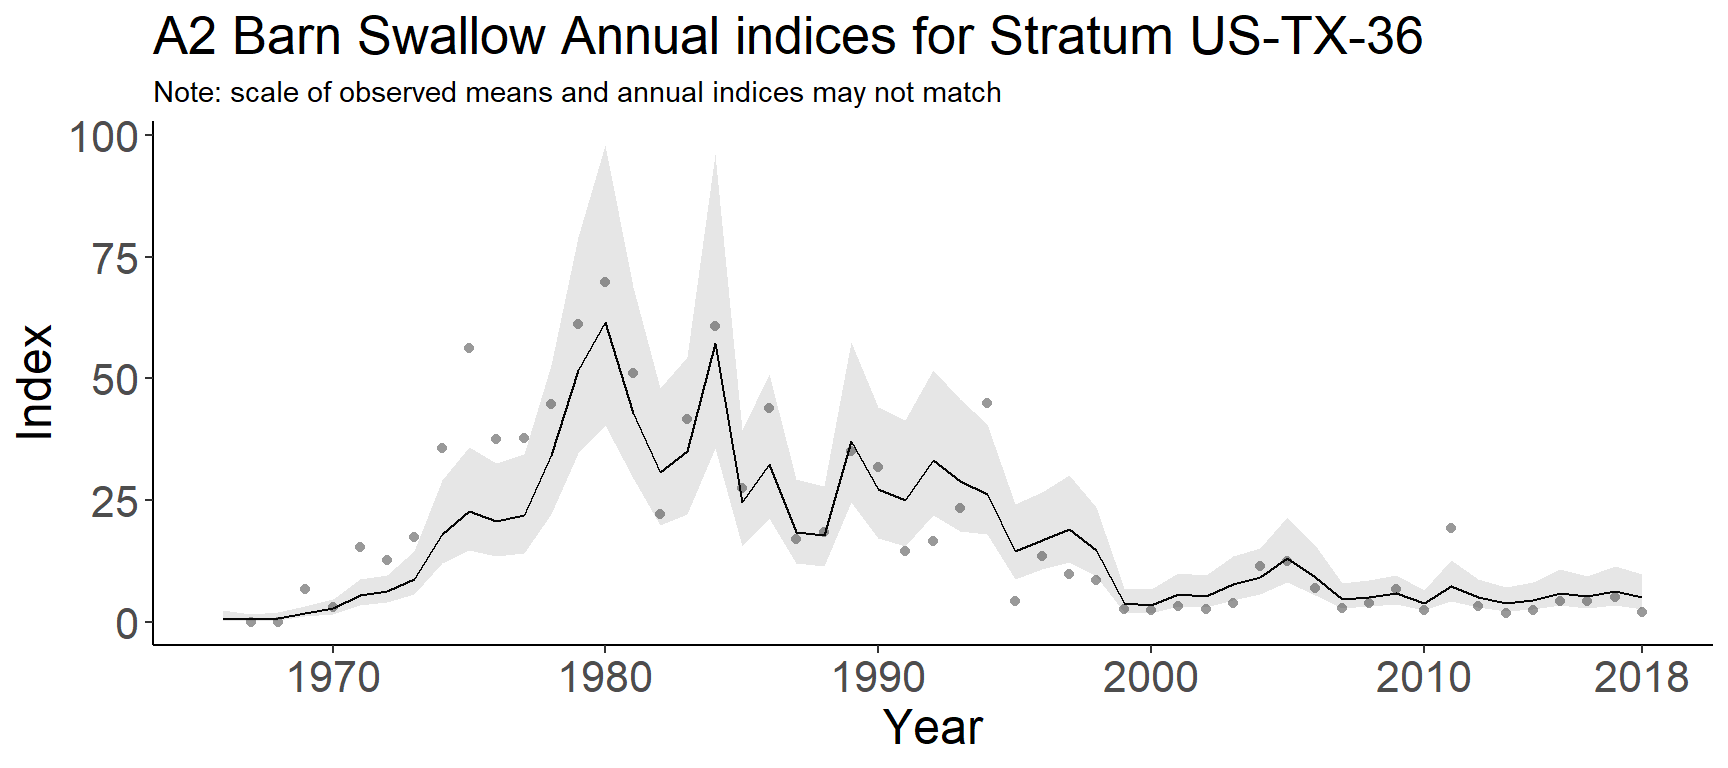 A2 Barn Swallow Annual indices for Stratum US-TX-36
Note: scale of observed means and annual indices may not match
100
75
50
25
0
Index
1970 1980 1990 2000 2010 2018
Year